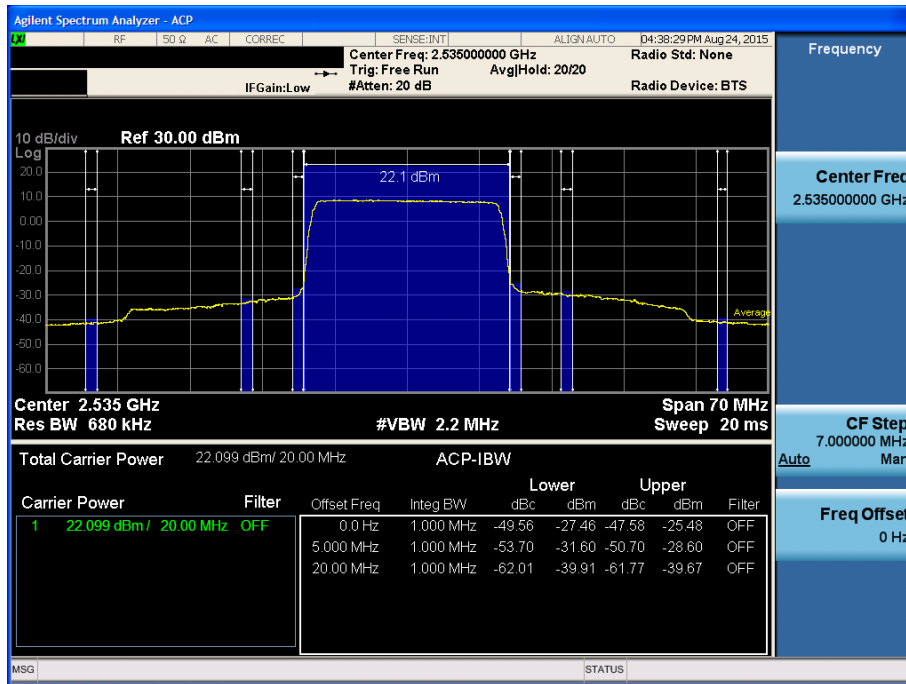 Agilent Spectrum Analyzer - ACP
LXI RF 50 Ω AC CORREC SENSE:INT ALIGN AUTO 04:38:29 PM Aug 24, 2015
Center Freq: 2.535000000 GHz Radio Std: None
Trig: Free Run Avg|Hold: 20/20
IFGain:Low #Atten: 20 dB Radio Device: BTS
10 dB/div Ref 30.00 dBm
Log
20.0
22.1 dBm
10.0
0.00
-10.0
-20.0
-30.0
-40.0
Average
-50.0
-60.0
Center 2.535 GHz Span 70 MHz
Res BW 680 kHz #VBW 2.2 MHz Sweep 20 ms
Total Carrier Power 22.099 dBm/ 20.00 MHz ACP-IBW
Lower Upper
Carrier Power Filter Offset Freq Integ BW dBc dBm dBc dBm Filter
1 22.099 dBm / 20.00 MHz OFF 0.0 Hz 1.000 MHz -49.56 -27.46 -47.58 -25.48 OFF
5.000 MHz 1.000 MHz -53.70 -31.60 -50.70 -28.60 OFF
20.00 MHz 1.000 MHz -62.01 -39.91 -61.77 -39.67 OFF
MSG STATUS
Frequency
Center Freq
2.535000000 GHz
CF Step
7.000000 MHz
Auto Man
Freq Offset
0 Hz